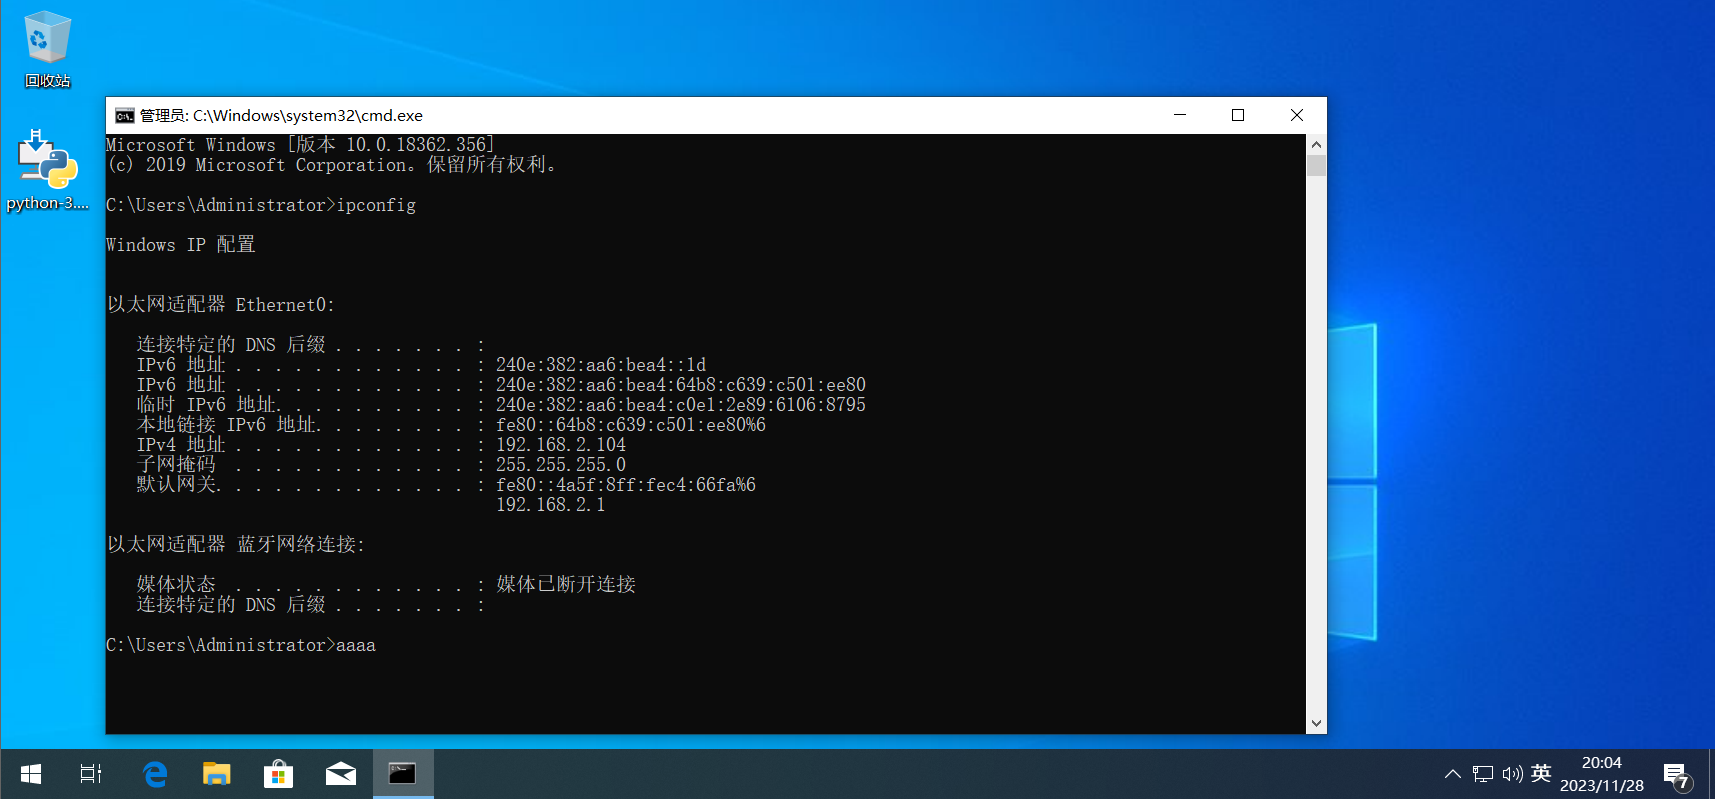 回收站
python-3....
管理员: C:\Windows\system32\cmd.exe
Microsoft Windows [版本 10.0.18362.356]
(c) 2019 Microsoft Corporation。保留所有权利。
C:\Users\Administrator>ipconfig
Windows IP 配置
以太网适配器 Ethernet0:
连接特定的 DNS 后缀 . . . . . . . :
IPv6 地址 . . . . . . . . . . . . : 240e:382:aa6:bea4::1d
IPv6 地址 . . . . . . . . . . . . : 240e:382:aa6:bea4:64b8:c639:c501:ee80
临时 IPv6 地址. . . . . . . . . . : 240e:382:aa6:bea4:c0e1:2e89:6106:8795
本地链接 IPv6 地址. . . . . . . . : fe80::64b8:c639:c501:ee80%6
IPv4 地址 . . . . . . . . . . . . : 192.168.2.104
子网掩码  . . . . . . . . . . . . : 255.255.255.0
默认网关. . . . . . . . . . . . . : fe80::4a5f:8ff:fec4:66fa%6
192.168.2.1
以太网适配器 蓝牙网络连接:
媒体状态  . . . . . . . . . . . . : 媒体已断开连接
连接特定的 DNS 后缀 . . . . . . . :
C:\Users\Administrator>aaaa
英
20:04
2023/11/28
7